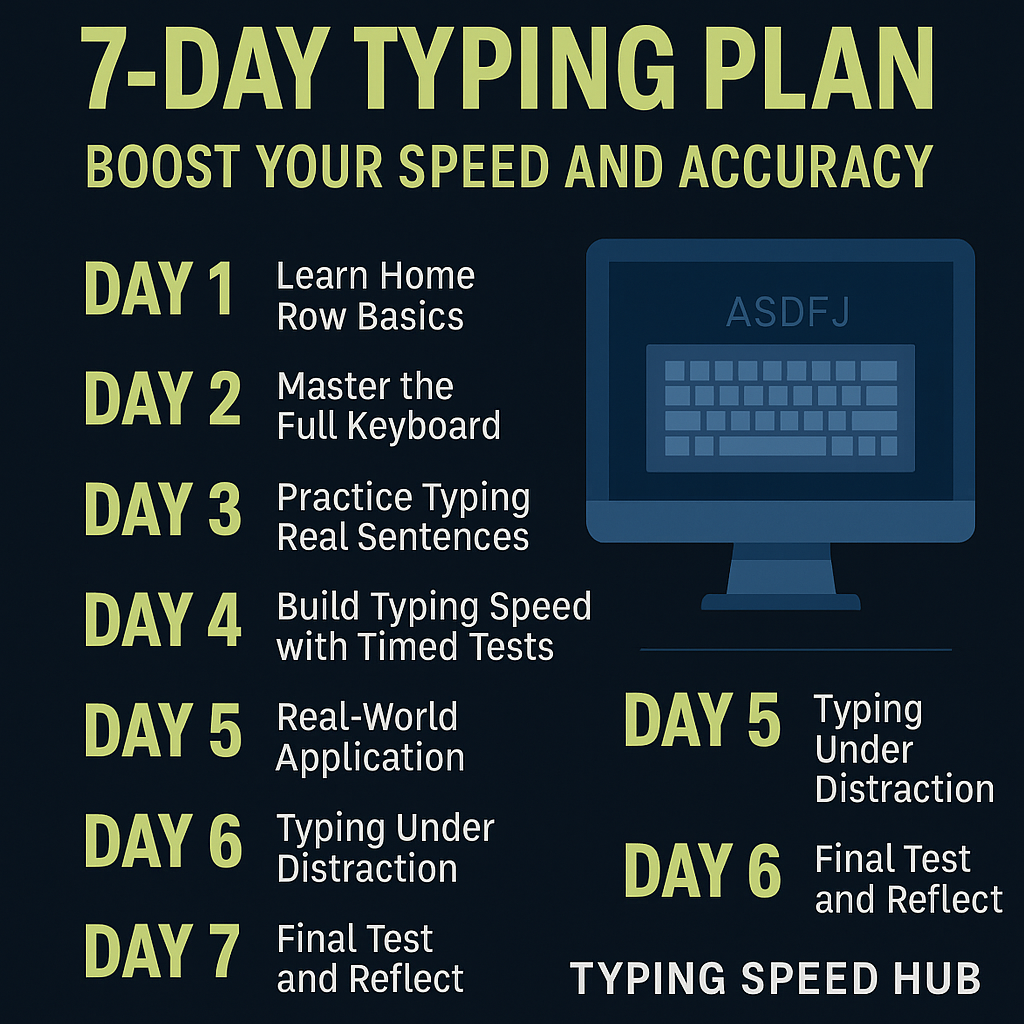 7-DAY TYPING PLAN
BOOST YOUR SPEED AND ACCURACY
DAY 1
Learn Home
Row Basics
DAY 2
Master the
Full Keyboard
DAY 3
Practice Typing
Real Sentences
DAY 4
Build Typing Speed
with Timed Tests
DAY 5
Real-World
Application
DAY 6
Typing Under
Distraction
DAY 7
Final Test
and Reflect
ASDFJ
DAY 5
Typing
Under
Distraction
DAY 6
Final Test
and Reflect
TYPING SPEED HUB